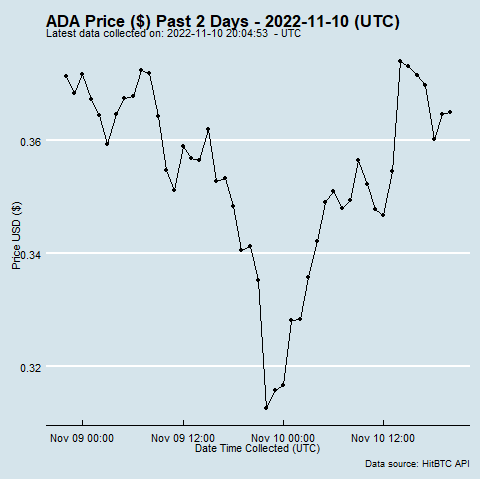 ADA Price ($) Past 2 Days - 2022-11-10 (UTC)
Latest data collected on: 2022-11-10 20:04:53 - UTC
0.36
0.34
0.32
Price USD ($)
Nov 09 00:00 Nov 09 12:00 Nov 10 00:00 Nov 10 12:00
Date Time Collected (UTC)
Data source: HitBTC API